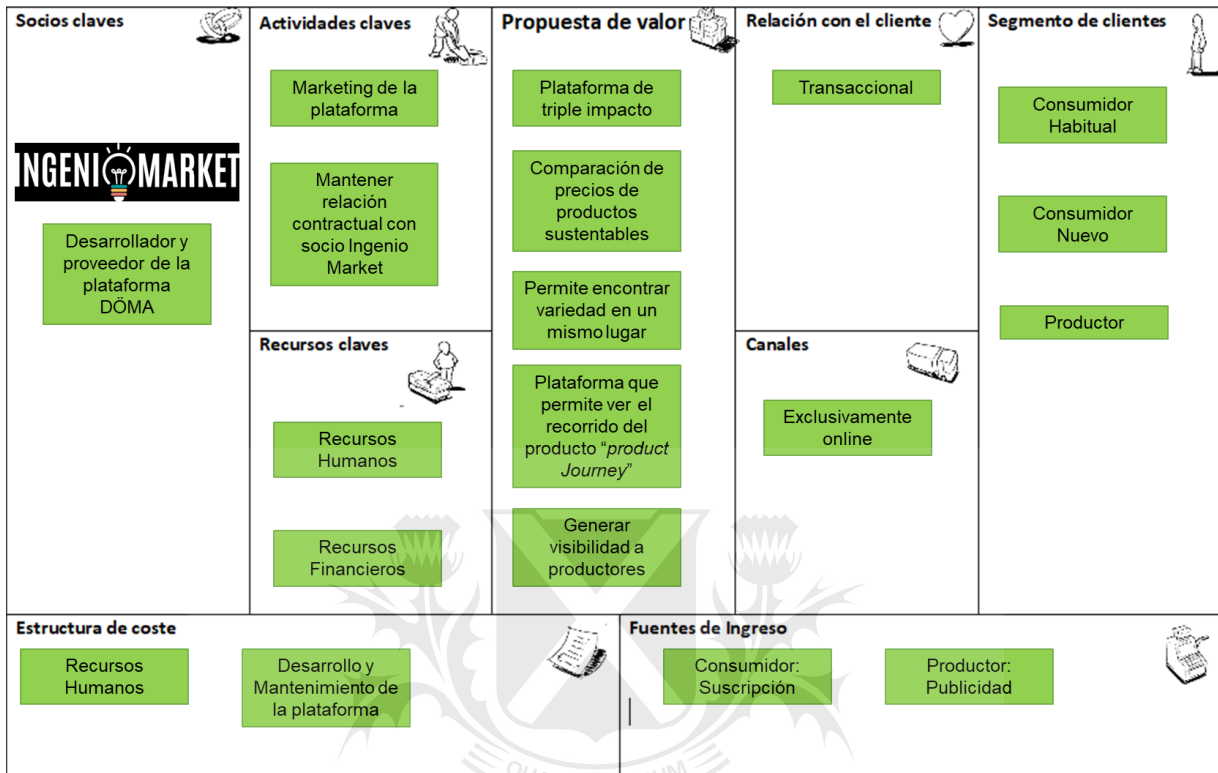 Socios claves
INGENIOMARKET
Desarrollador y
proveedor de la
plataforma
DÖMA
Actividades claves
Marketing de la
plataforma
Mantener
relación
contractual con
socio Ingenio
Market
Recursos claves
Recursos
Humanos
Recursos
Financieros
Propuesta de valor
Plataforma de
triple impacto
Comparación de
precios de
productos
sustentables
Permite encontrar
variedad en un
mismo lugar
Plataforma que
permite ver el
recorrido del
producto “product
Journey”
Generar
visibilidad a
productores
Relación con el cliente
Transaccional
Canales
Exclusivamente
online
Segmento de clientes
Consumidor
Habitual
Consumidor
Nuevo
Productor
Estructura de coste
Recursos
Humanos
Desarrollo y
Mantenimiento de
la plataforma
Fuentes de Ingreso
Consumidor:
Suscripción
Productor:
Publicidad